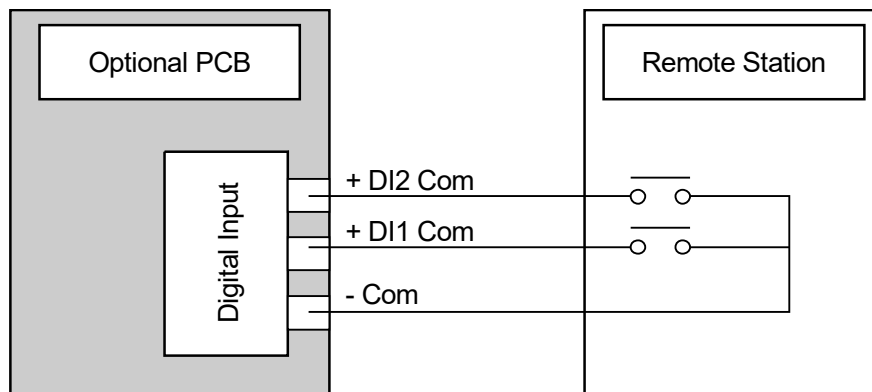 Optional PCB
Remote Station
+ DI2 Com
+ DI1 Com
- Com
Digital Input